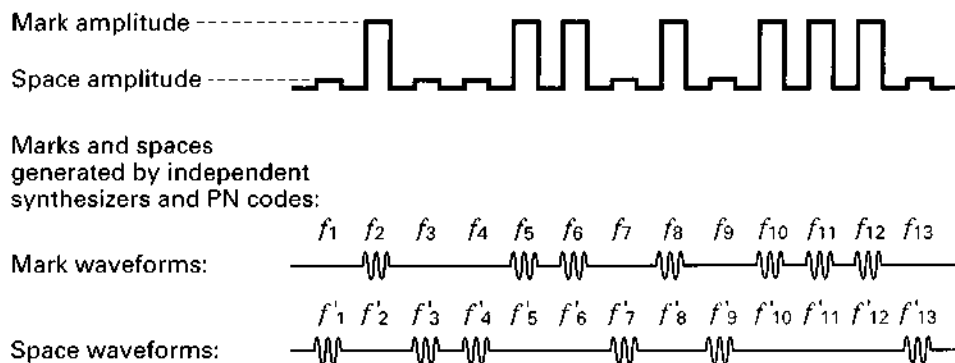 Mark amplitude
Space amplitude
Marks and spaces
generated by independent
synthesizers and PN codes:
f1 f2 f3 f4 f5 f6 f7 f8 f9 f10 f11 f12 f13
Mark waveforms:
f'1 f'2 f'3 f'4 f'5 f'6 f'7 f'8 f'9 f'10 f'11 f'12 f'13
Space waveforms: